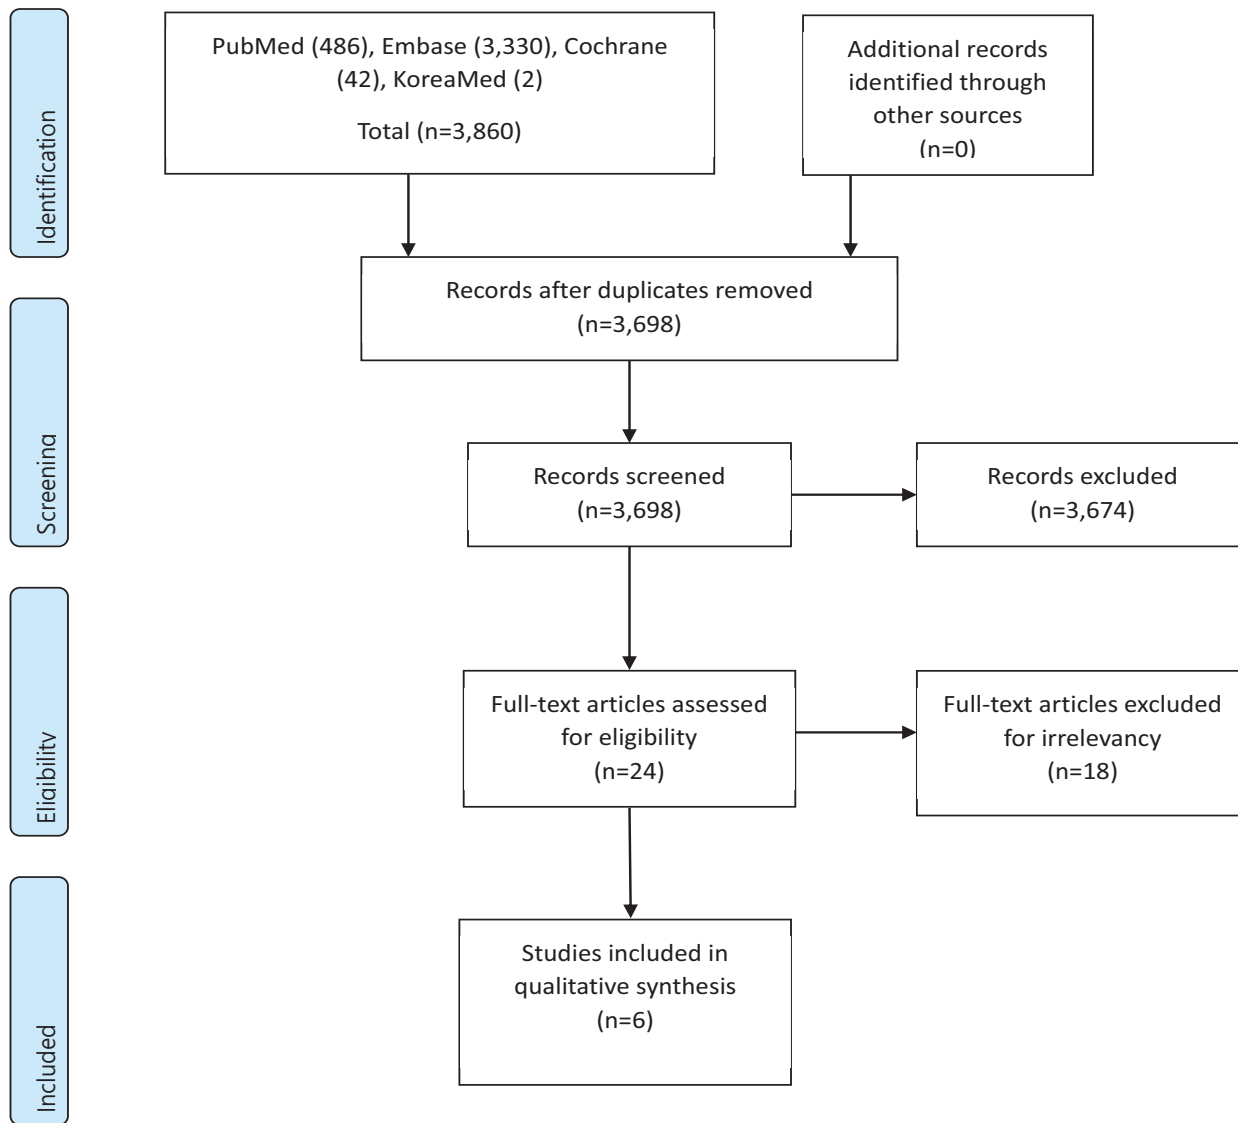 Identification
PubMed (486), Embase (3,330), Cochrane
(42), KoreaMed (2)
Total (n=3,860)
Additional records
identified through
other sources
(n=0)
Records after duplicates removed
(n=3,698)
Screening
Records screened
(n=3,698)
Records excluded
(n=3,674)
Eligibility
Full-text articles assessed
for eligibility
(n=24)
Full-text articles excluded
for irrelevancy
(n=18)
Included
Studies included in
qualitative synthesis
(n=6)